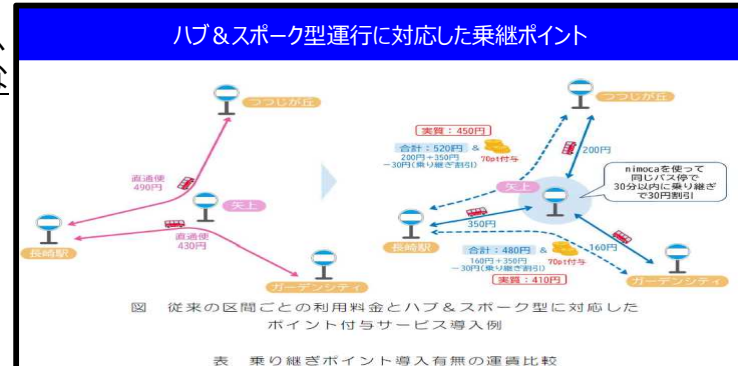 ハブ＆スポーク型運行に対応した乗継ポイント
つつじが丘
直通便
490円
矢上
長崎駅
直通便
430円
ガーデンシティ
つつじが丘
実質：450円
合計：520円 ＆
200円＋350円
－30円(乗り継ぎ割引)
70pt付与
200円
矢上
nimocaを使って
同じバス停で
30分以内に乗り継ぎ
で30円割引
長崎駅
350円
合計：480円 ＆
160円＋350円
－30円(乗り継ぎ割引)
70pt付与
160円
実質：410円
ガーデンシティ
図　従来の区間ごとの利用料金とハブ＆スポーク型に対応した
ポイント付与サービス導入例
表　乗り継ぎポイント導入有無の運賃比較